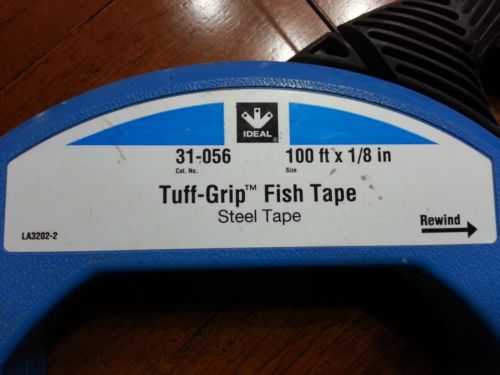 IDEAL®
31-056 100 ft x 1/8 in
Cat. No. Size
Tuff-Grip™ Fish Tape
Steel Tape
Rewind
LA3202-2